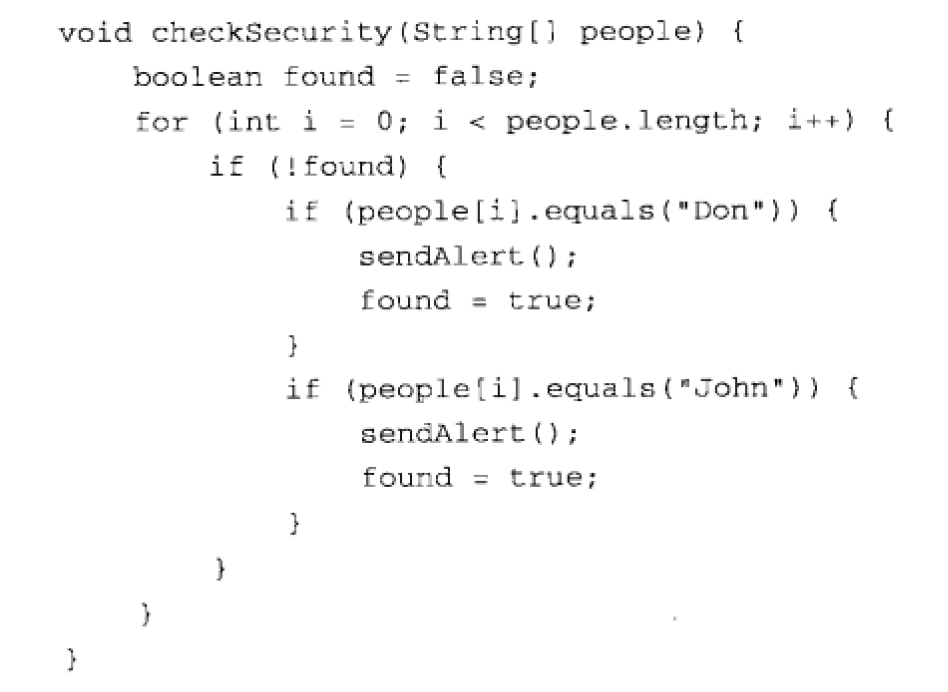 void checkSecurity(String[] people) {
boolean found = false;
for (int i = 0; i < people.length; i++) {
if (!found) {
if (people[i].equals("Don")) {
sendAlert();
found = true;
}
if (people[i].equals("John")) {
sendAlert();
found = true;
}
}
}
}